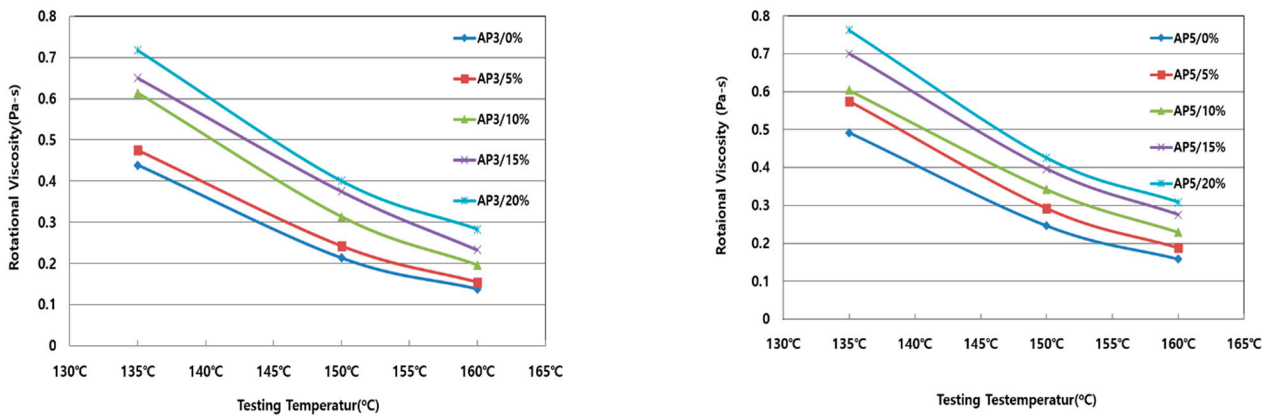 0.8
0.7
0.6
0.5
0.4
0.3
0.2
0.1
0
Rotational Viscosity(Pa-s)
AP3/0%
AP3/5%
AP3/10%
AP3/15%
AP3/20%
130℃ 135℃ 140℃ 145℃ 150℃ 155℃ 160℃ 165℃
Testing Temperatur(℃)
0.8
0.7
0.6
0.5
0.4
0.3
0.2
0.1
0
Rotaional Viscosity (Pa-s)
AP5/0%
AP5/5%
AP5/10%
AP5/15%
AP5/20%
130℃ 135℃ 140℃ 145℃ 150℃ 155℃ 160℃ 165℃
Testing Testemperatur(℃)